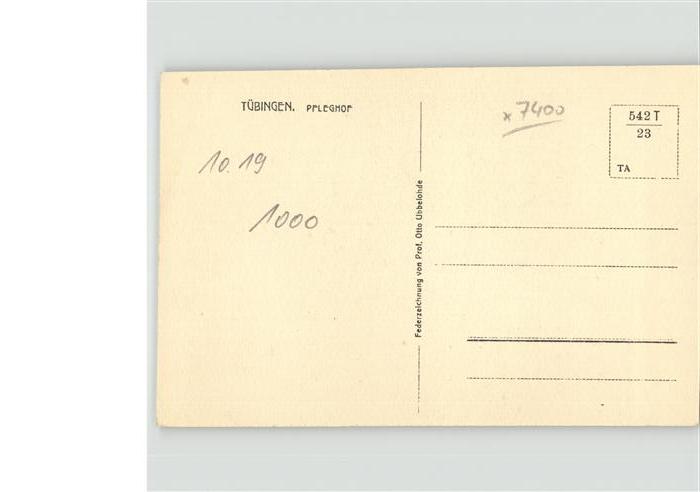 TÜBINGEN. PFLEGHOF
10.19
1000
Federzeichnung von Prof. Otto Ubbelohde
x 7400
542 T
23
TA